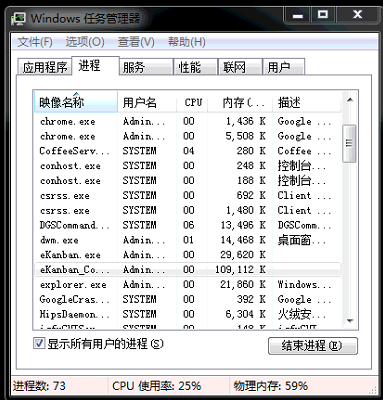 Windows 任务管理器
文件(F) 选项(O) 查看(V) 帮助(H)
应用程序 进程 服务 性能 联网 用户
映像名称 用户名 CPU 内存(... 描述
chrome.exe Admin... 00 1,436 K Google ...
chrome.exe Admin... 00 5,508 K Google ...
CoffeeServ... SYSTEM 04 280 K Coffee ...
conhost.exe SYSTEM 00 248 K 控制台...
conhost.exe SYSTEM 00 188 K 控制台...
csrss.exe SYSTEM 00 692 K Client ...
csrss.exe SYSTEM 00 1,480 K Client ...
DGSCommand... SYSTEM 06 13,496 K DGSComm...
dwm.exe Admin... 01 14,468 K 桌面窗...
eKanban.exe Admin... 00 29,620 K
eKanban_Co... Admin... 00 109,112 K
explorer.exe Admin... 00 21,860 K Windows...
GoogleCras... SYSTEM 00 392 K Google ...
HipsDaemon... SYSTEM 00 6,304 K 火绒安...
SYSTEM 00 148 K
显示所有用户的进程(S) 结束进程(E)
进程数: 73 CPU 使用率: 25% 物理内存: 59%